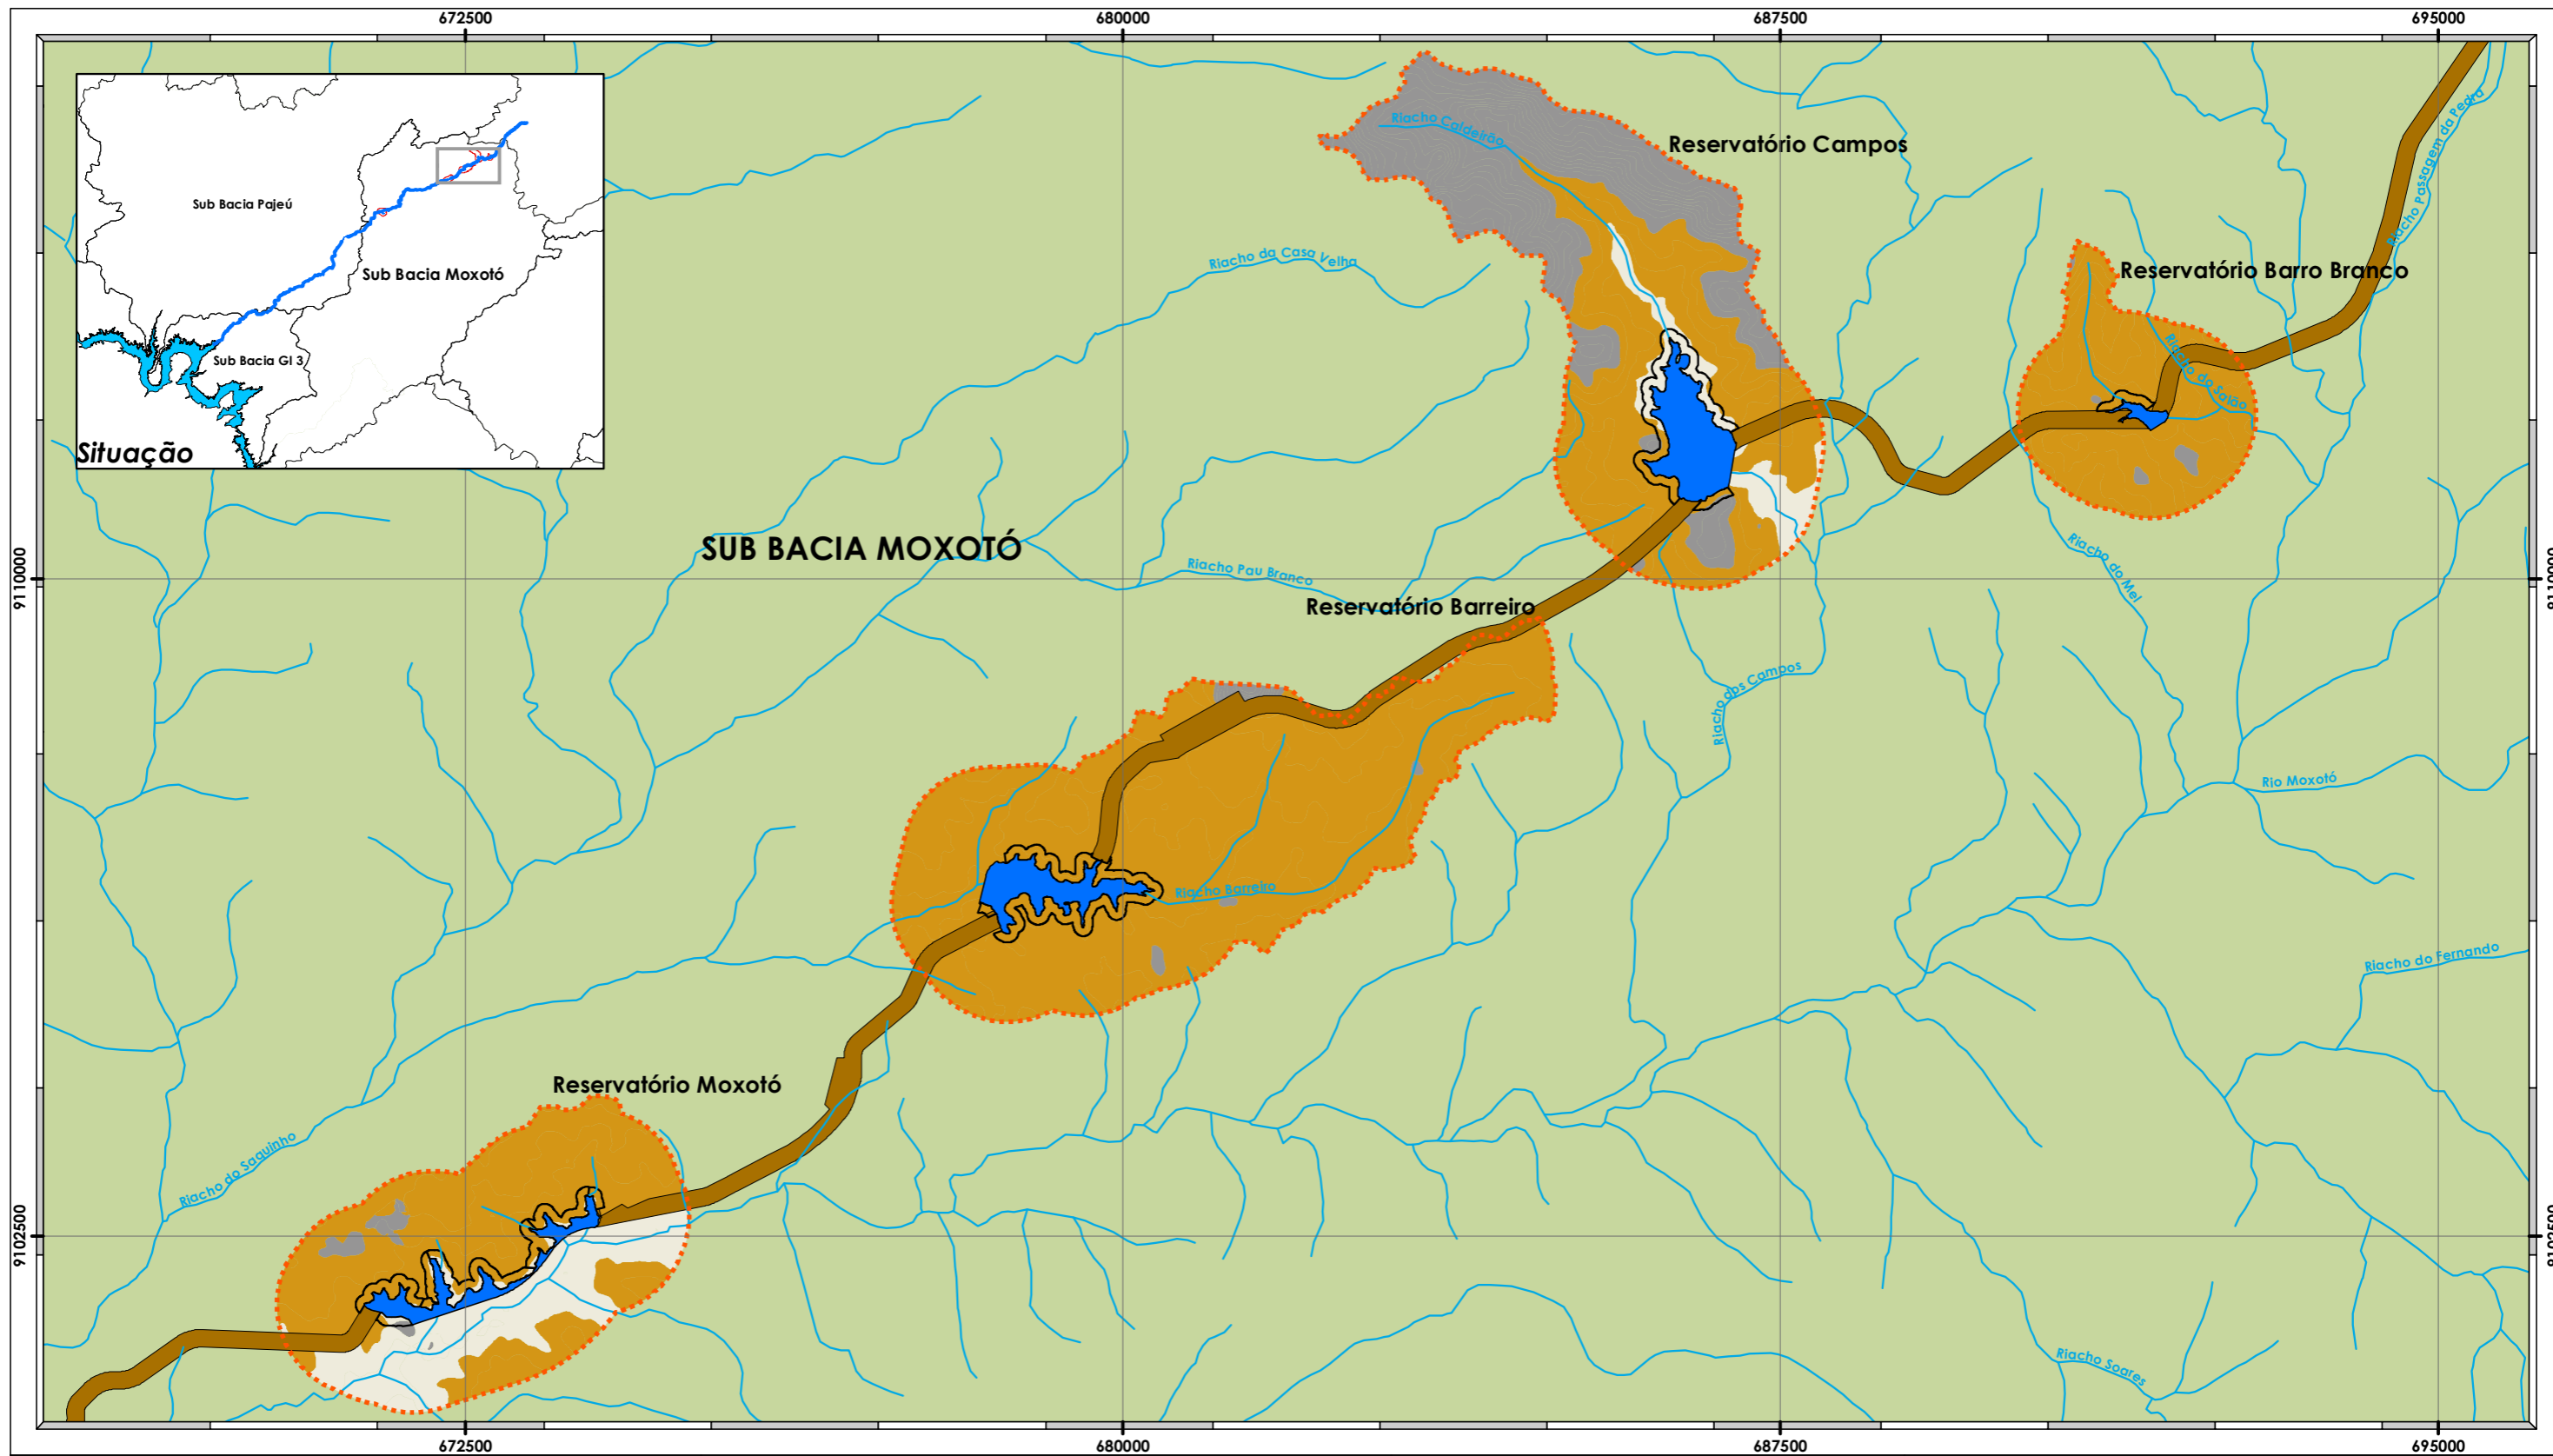 672500
680000
687500
695000
Riacho Passagem da Pedra
Riacho Caldeirão
Reservatório Campos
Sub Bacia Pajeú
Riacho da Casa Velha
Reservatório Barro Branco
Sub Bacia Moxotó
Sub Bacia GI 3
Riacho do Salão
Situação
SUB BACIA MOXOTÓ
9110000
9110000
Riacho Pau Branco
Riacho do Mel
Reservatório Barreiro
Riacho dos Campos
Rio Moxotó
Riacho Barreiro
Riacho do Fernando
Reservatório Moxotó
Riacho do Saquinho
9102500
9102500
Riacho Soares
672500
680000
687500
695000